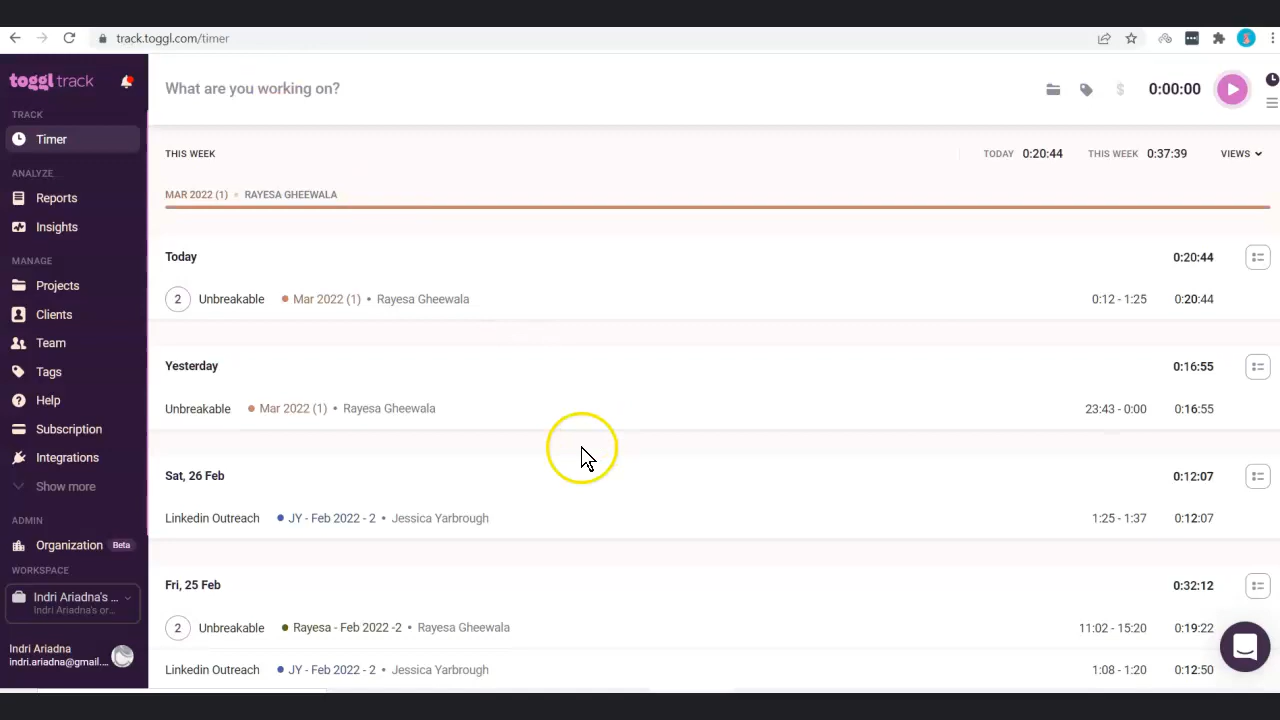 track.toggl.com/timer
toggl track
TRACK
Timer
ANALYZE
Reports
Insights
MANAGE
Projects
Clients
Team
Tags
Help
Subscription
Integrations
Show more
ADMIN
Organization Beta
WORKSPACE
Indri Ariadna's ...
Indri Ariadna's or...
Indri Ariadna
indri.ariadna@gmail....
What are you working on?
$ 0:00:00
THIS WEEK TODAY 0:20:44 THIS WEEK 0:37:39 VIEWS
MAR 2022 (1) • RAYESA GHEEWALA
Today 0:20:44
2 Unbreakable • Mar 2022 (1) • Rayesa Gheewala 0:12 - 1:25 0:20:44
Yesterday 0:16:55
Unbreakable • Mar 2022 (1) • Rayesa Gheewala 23:43 - 0:00 0:16:55
Sat, 26 Feb 0:12:07
Linkedin Outreach • JY - Feb 2022 - 2 • Jessica Yarbrough 1:25 - 1:37 0:12:07
Fri, 25 Feb 0:32:12
2 Unbreakable • Rayesa - Feb 2022 -2 • Rayesa Gheewala 11:02 - 15:20 0:19:22
Linkedin Outreach • JY - Feb 2022 - 2 • Jessica Yarbrough 1:08 - 1:20 0:12:50